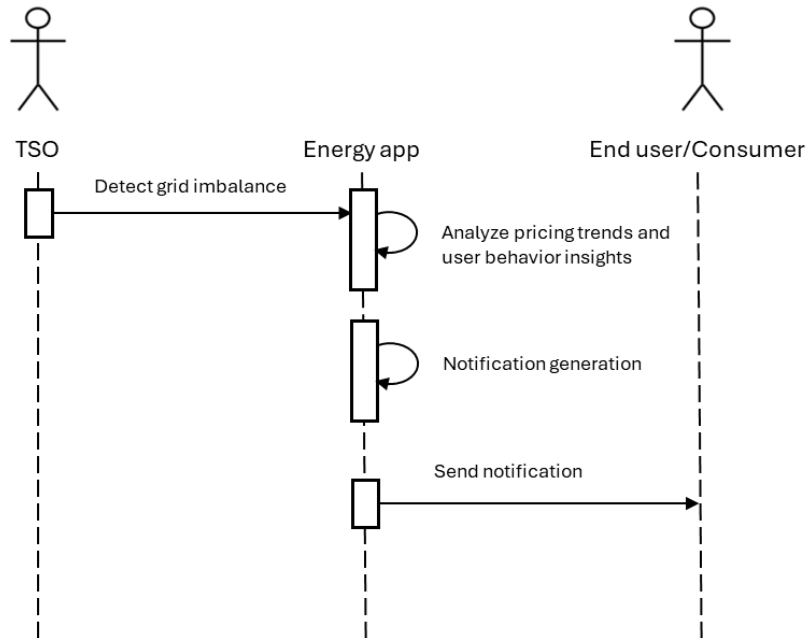 TSO
Energy app
End user/Consumer
Detect grid imbalance
Analyze pricing trends and
user behavior insights
Notification generation
Send notification